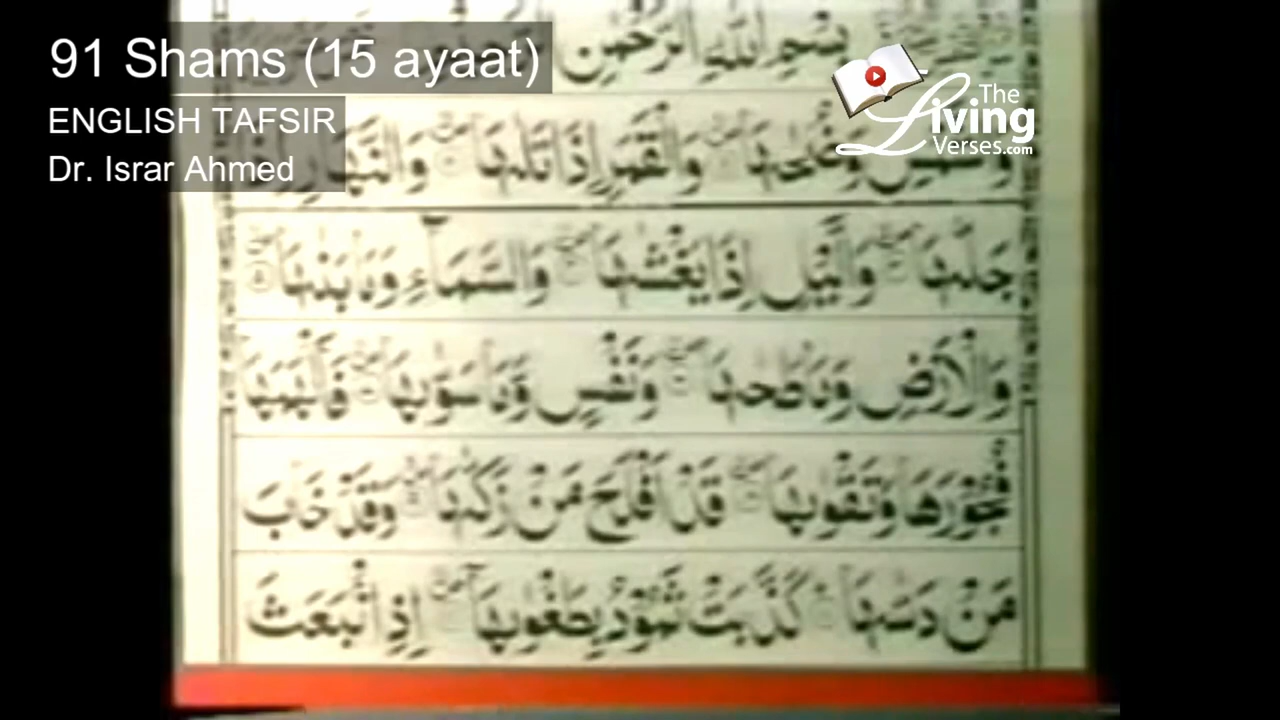 91 Shams (15 ayaat)
ENGLISH TAFSIR
Dr. Israr Ahmed
The
Living
Verses.com
بِسْمِ اللهِ الرَّحْمٰنِ
وَالشَّمْسِ وَضُحٰىهَا وَالْقَمَرِ اِذَا تَلٰىهَا وَالنَّهَارِ اِذَا
جَلّٰىهَا وَالَّيْلِ اِذَا يَغْشٰىهَا وَالسَّمَآءِ وَمَا بَنٰىهَا
وَالْاَرْضِ وَمَا طَحٰىهَا وَنَفْسٍ وَّمَا سَوّٰىهَا فَاَلْهَمَهَا
فُجُوْرَهَا وَتَقْوٰىهَا قَدْ اَفْلَحَ مَنْ زَكّٰىهَا وَقَدْ خَابَ
مَنْ دَسّٰىهَا كَذَّبَتْ ثَمُوْدُ بِطَغْوٰىهَآ اِذِ انْۢبَعَثَ